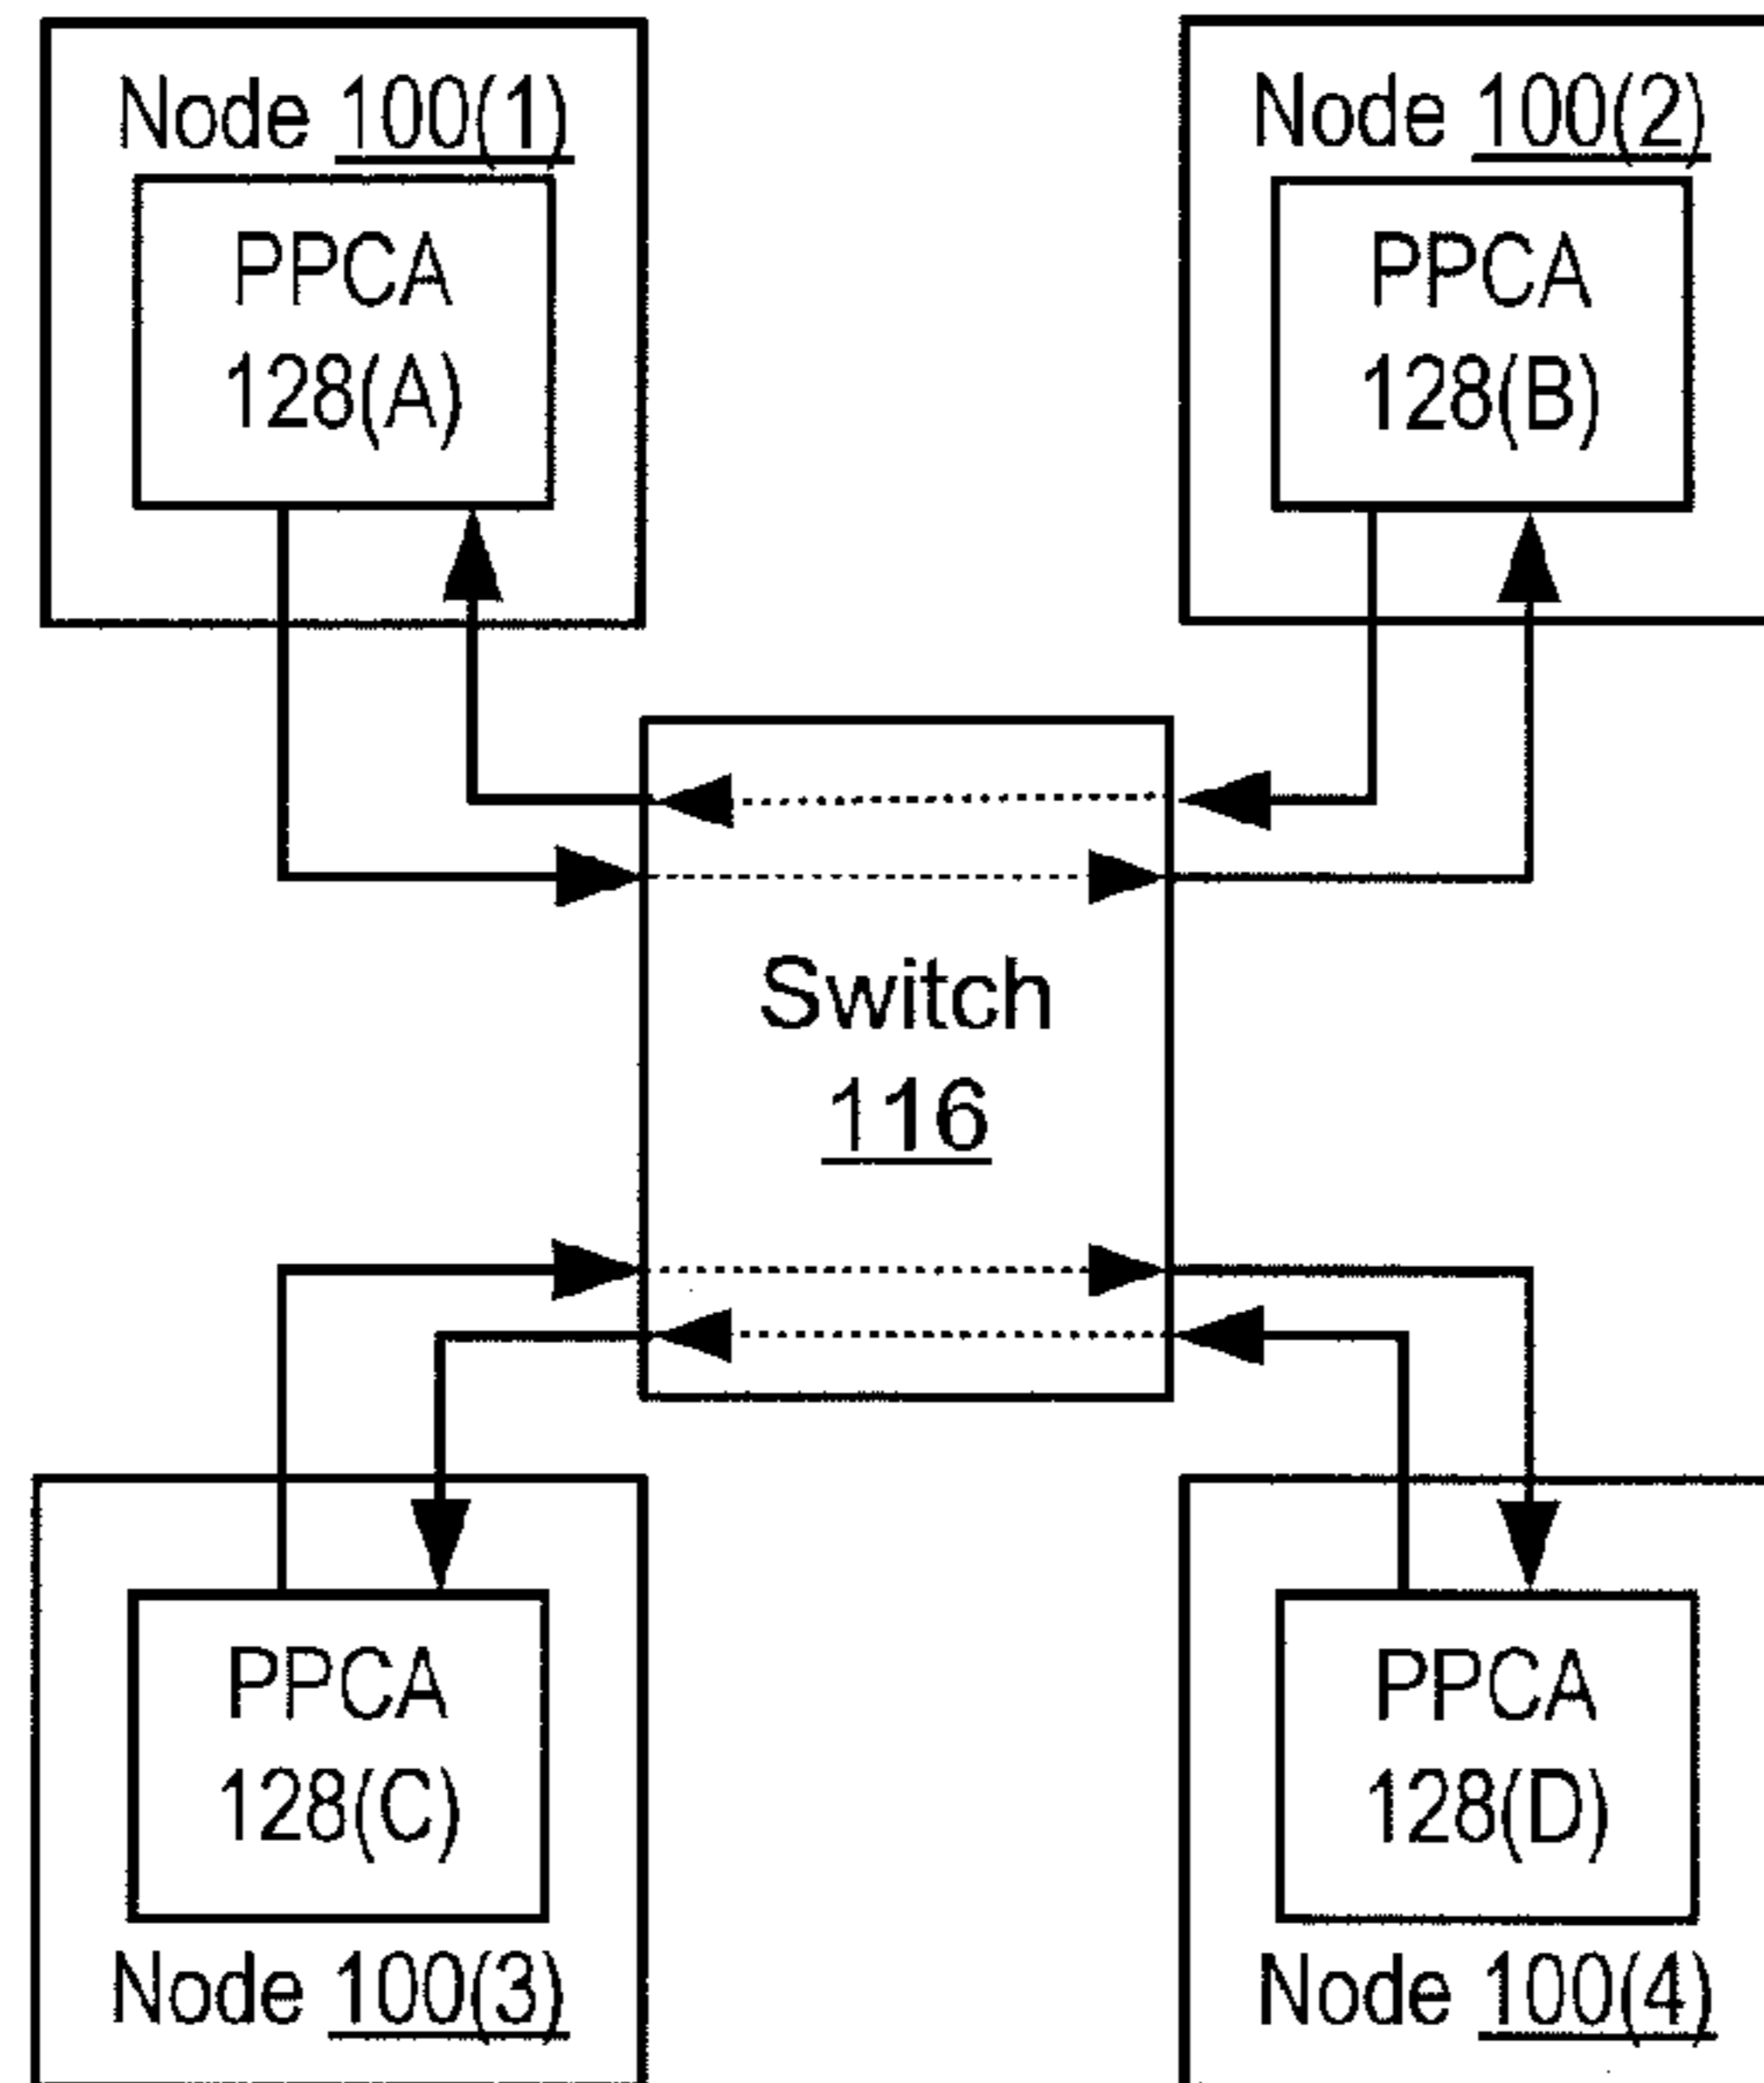 Node 100(1)
PPCA
128(A)
Node 100(2)
PPCA
128(B)
Switch
116
PPCA
128(C)
Node 100(3)
PPCA
128(D)
Node 100(4)